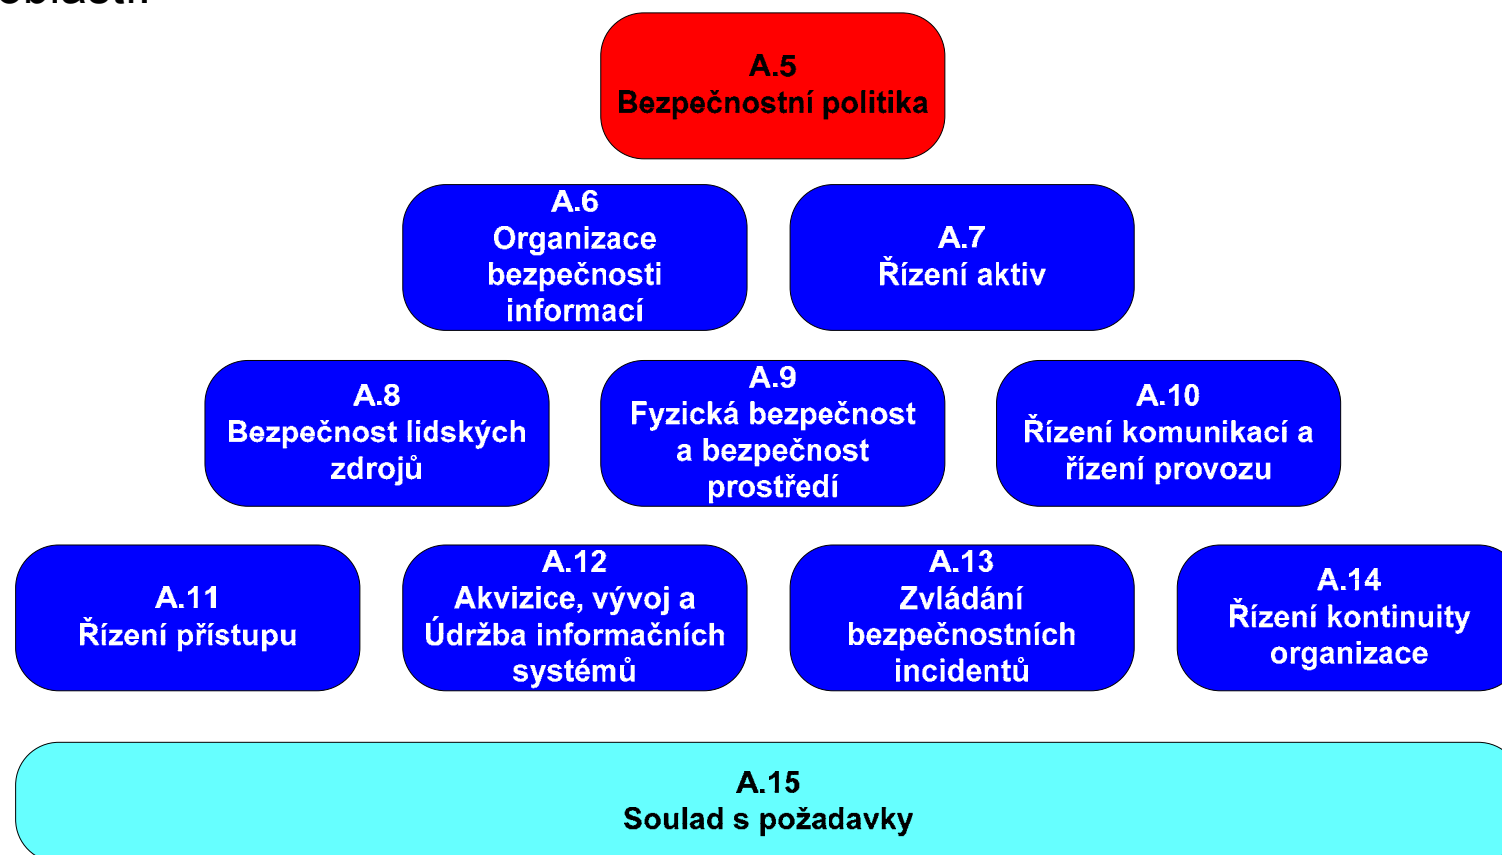 A.5
Bezpečnostní politika
A.6
Organizace
bezpečnosti
informací
A.7
Řízení aktiv
A.8
Bezpečnost lidských
zdrojů
A.9
Fyzická bezpečnost
a bezpečnost
prostředí
A.10
Řízení komunikací a
řízení provozu
A.11
Řízení přístupu
A.12
Akvizice, vývoj a
Údržba informačních
systémů
A.13
Zvládání
bezpečnostních
incidentů
A.14
Řízení kontinuity
organizace
A.15
Soulad s požadavky